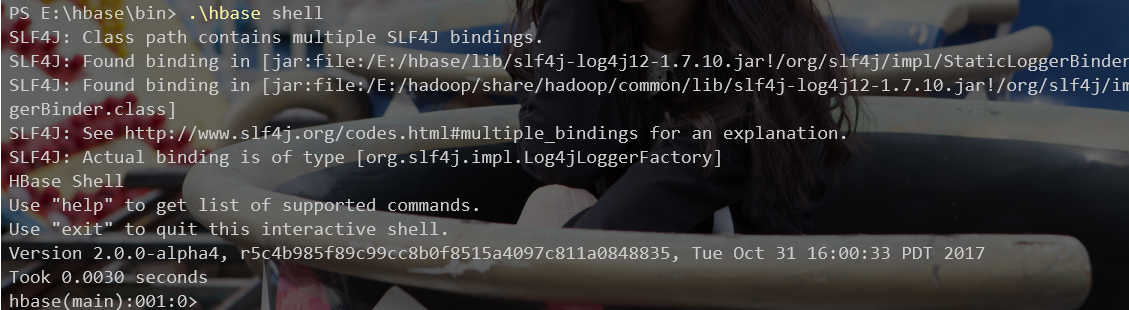 PS E:\hbase\bin> .\hbase shell
SLF4J: Class path contains multiple SLF4J bindings.
SLF4J: Found binding in [jar:file:/E:/hbase/lib/slf4j-log4j12-1.7.10.jar!/org/slf4j/impl/StaticLoggerBinder
SLF4J: Found binding in [jar:file:/E:/hadoop/share/hadoop/common/lib/slf4j-log4j12-1.7.10.jar!/org/slf4j/im
gerBinder.class]
SLF4J: See http://www.slf4j.org/codes.html#multiple_bindings for an explanation.
SLF4J: Actual binding is of type [org.slf4j.impl.Log4jLoggerFactory]
HBase Shell
Use "help" to get list of supported commands.
Use "exit" to quit this interactive shell.
Version 2.0.0-alpha4, r5c4b985f89c99cc8b0f8515a4097c811a0848835, Tue Oct 31 16:00:33 PDT 2017
Took 0.0030 seconds
hbase(main):001:0>